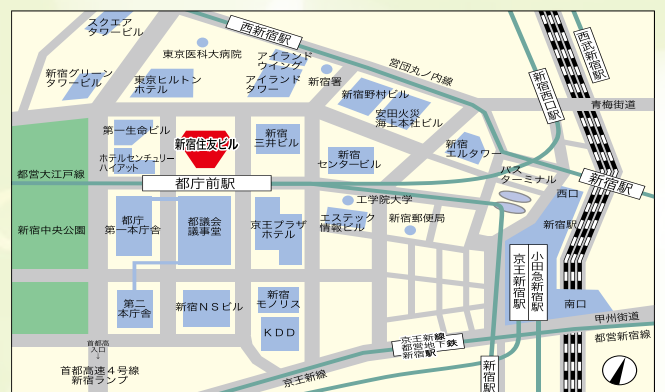 スクエア
タワービル
西新宿駅
西武新宿駅
東京医科大病院
アイランド
ウイング
営団丸ノ内線
新宿グリーン
タワービル
東京ヒルトン
ホテル
アイランド
タワー
新宿署
新宿西口駅
新宿野村ビル
青梅街道
安田火災
海上本社ビル
第一生命ビル
新宿住友ビル
新宿
三井ビル
新宿
エルタワー
ホテルセンチュリー
ハイアット
新宿
センタービル
都営大江戸線
都庁前駅
バス
ターミナル
新宿駅
西口
工学院大学
新宿中央公園
都庁
第一本庁舎
都議会
議事堂
京王プラザ
ホテル
エステック
情報ビル
新宿郵便局
新宿駅
京王新宿駅
小田急新宿駅
第二
本庁舎
新宿NSビル
新宿
モノリス
南口
甲州街道
KDD
京王新線
都営地下鉄
新宿駅
都営新宿線
首都高
入口
↓
首都高速4号線
新宿ランプ
京王新線
新宿駅